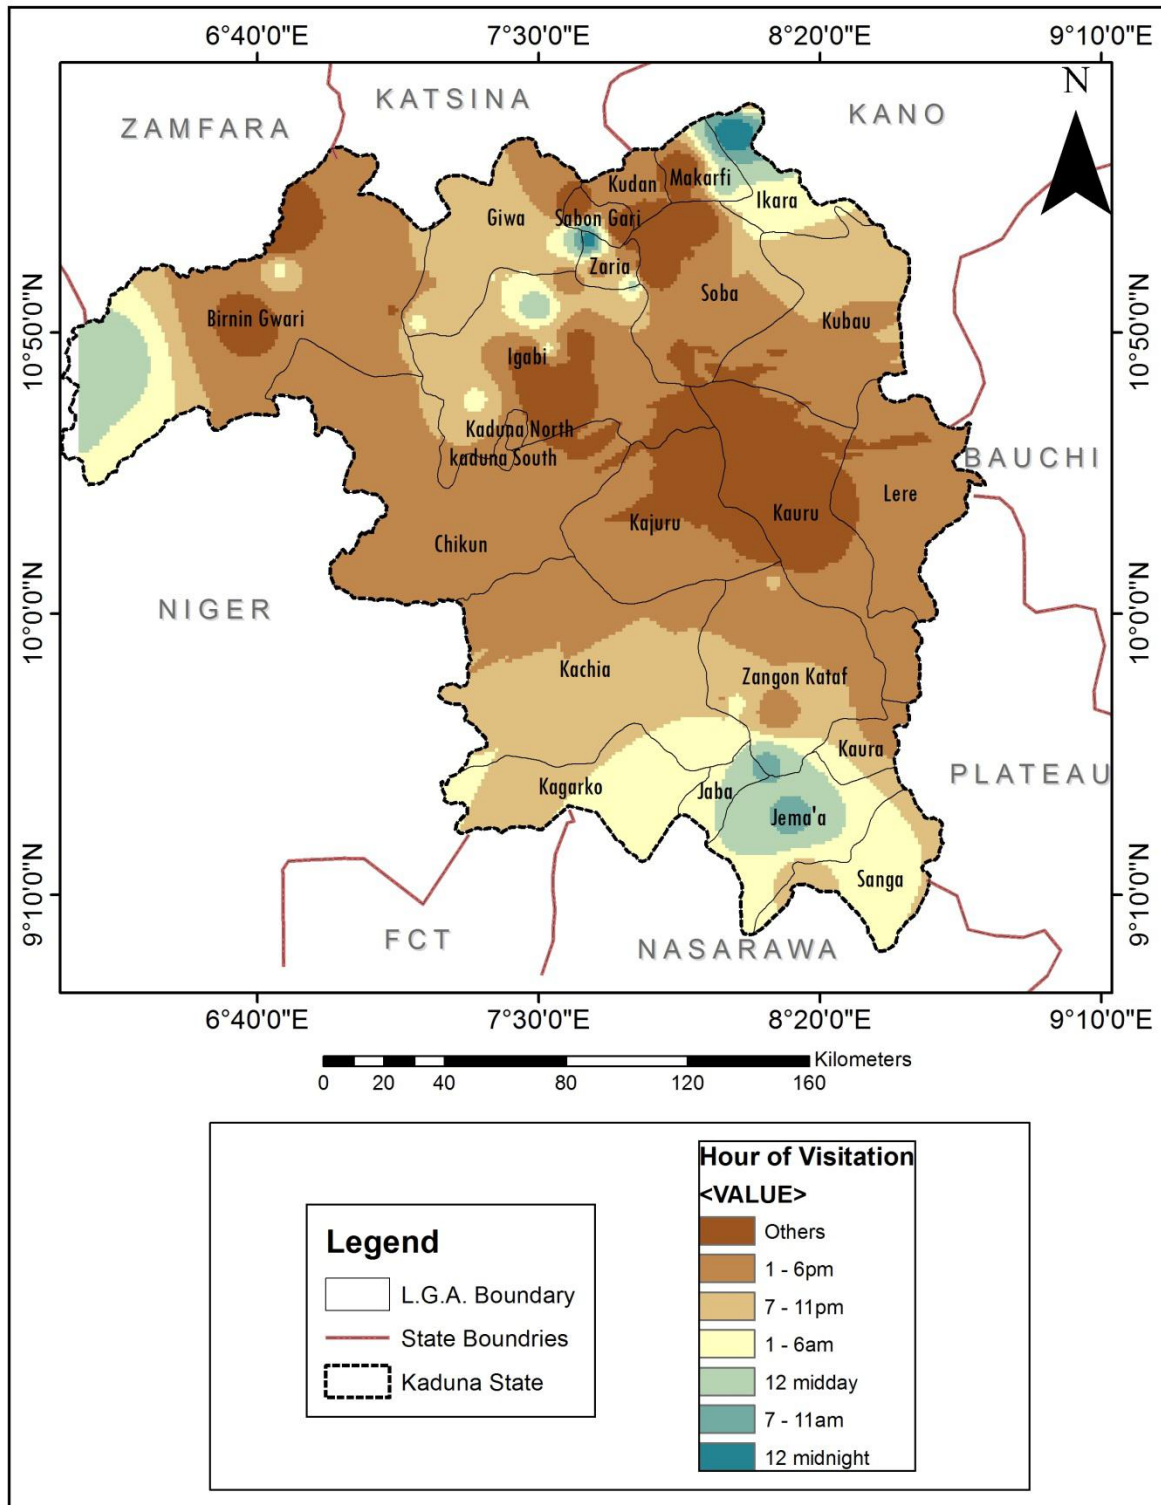 6°40'0"E 7°30'0"E 8°20'0"E 9°10'0"E
N
KATSINA
KANO
ZAMFARA
Kudan
Makarfi
Ikara
Giwa
Sabon Gari
Zaria
Soba
Birnin Gwari
Kubau
10°50'0"N
10°50'0"N
Igabi
Kaduna North
kaduna South
BAUCHI
Lere
Kauru
Kajuru
Chikun
NIGER
10°0'0"N
10°0'0"N
Kachia
Zangon Kataf
Kaura
PLATEAU
Kagarko
Jaba
Jema'a
Sanga
9°10'0"N
9°10'0"N
FCT
NASARAWA
6°40'0"E 7°30'0"E 8°20'0"E 9°10'0"E
Kilometers
0 20 40 80 120 160
Legend
L.G.A. Boundary
State Boundries
Kaduna State
Hour of Visitation
<VALUE>
Others
1 - 6pm
7 - 11pm
1 - 6am
12 midday
7 - 11am
12 midnight